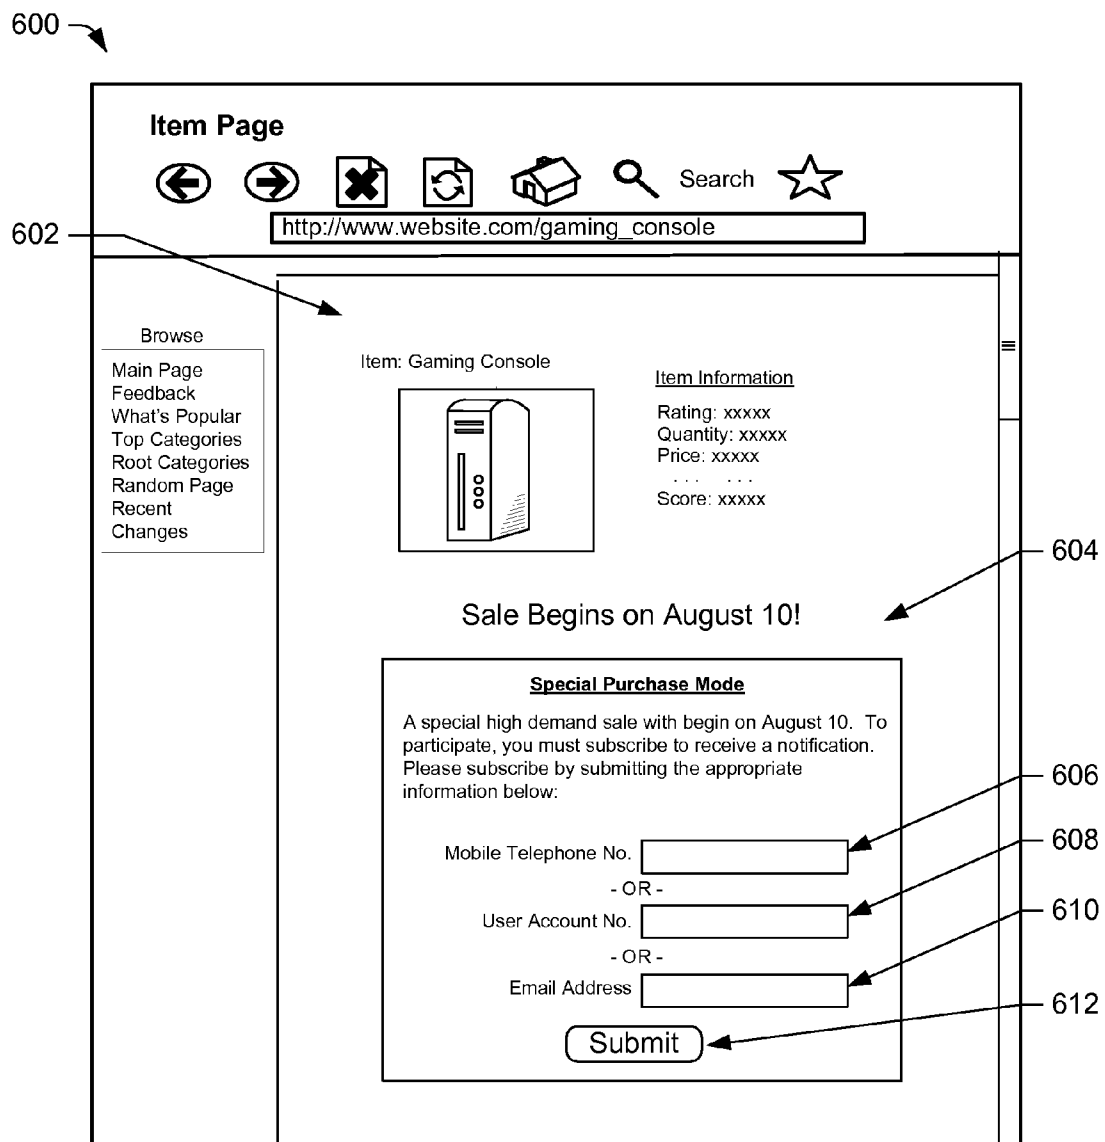 600
Item Page
Search
http://www.website.com/gaming_console
602
Browse
Main Page
Feedback
What's Popular
Top Categories
Root Categories
Random Page
Recent
Changes
Item: Gaming Console
Item Information
Rating: xxxxx
Quantity: xxxxx
Price: xxxxx
. . . . . .
Score: xxxxx
604
Sale Begins on August 10!
Special Purchase Mode
A special high demand sale with begin on August 10. To
participate, you must subscribe to receive a notification.
Please subscribe by submitting the appropriate
information below:
606
Mobile Telephone No.
608
- OR -
User Account No.
610
- OR -
Email Address
612
Submit